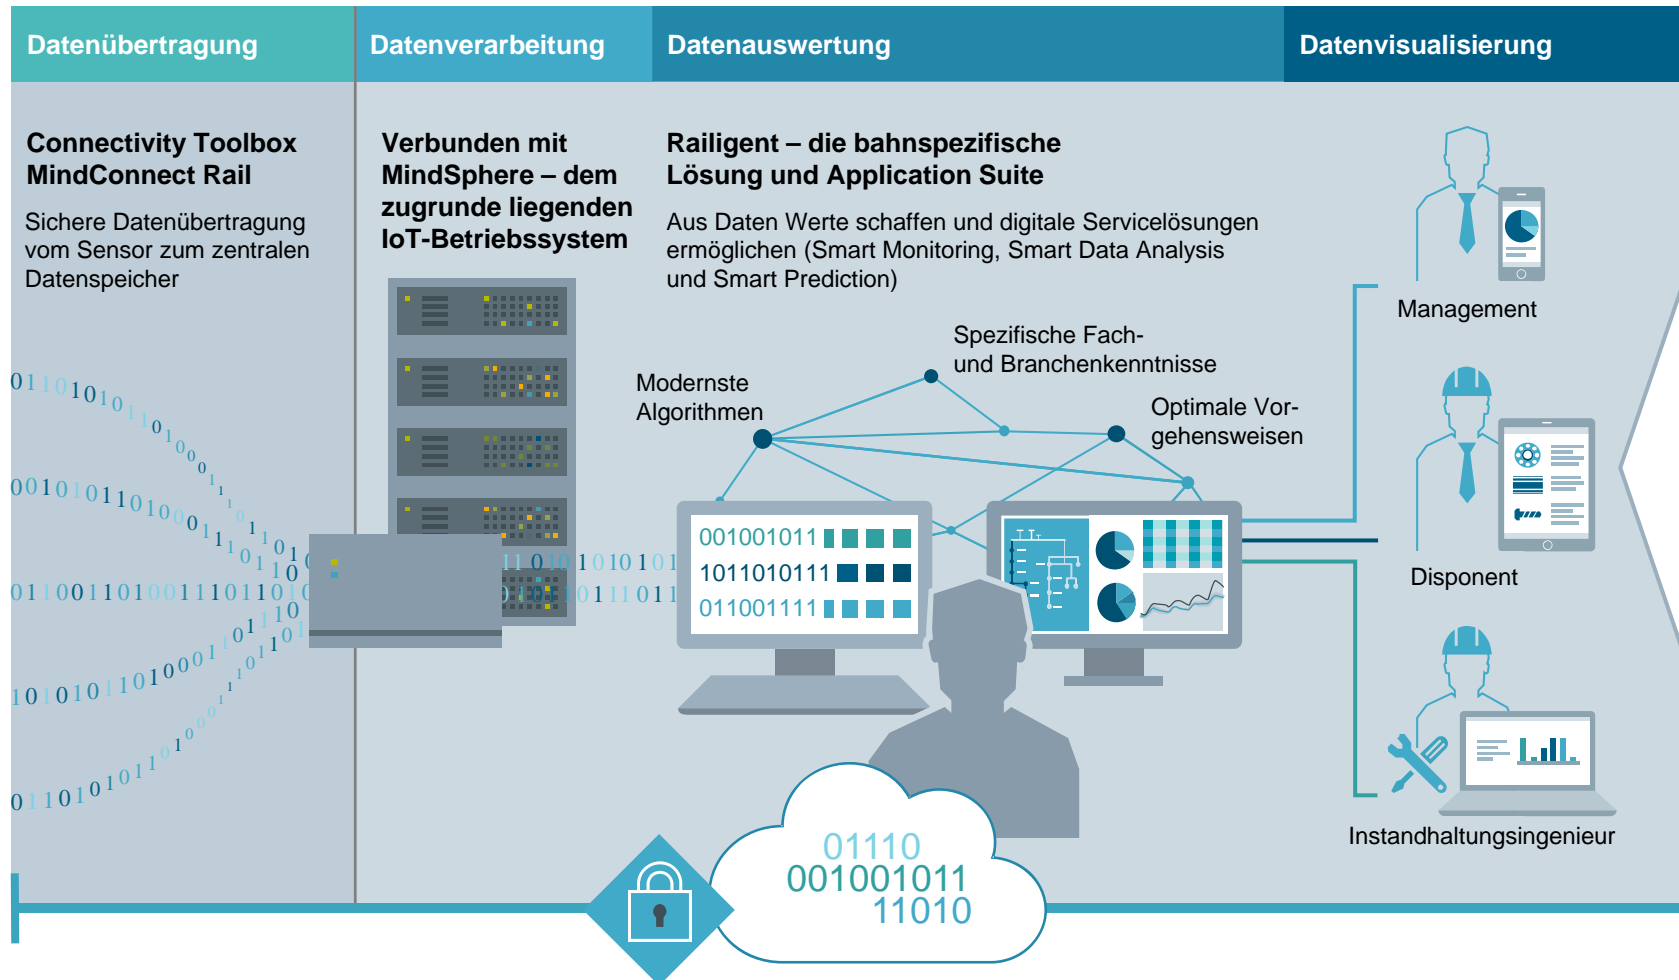 Datenübertragung
Datenverarbeitung
Datenauswertung
Datenvisualisierung
Connectivity Toolbox
MindConnect Rail
Sichere Datenübertragung
vom Sensor zum zentralen
Datenspeicher
Verbunden mit
MindSphere – dem
zugrunde liegenden
IoT-Betriebssystem
Railigent – die bahnspezifische
Lösung und Application Suite
Aus Daten Werte schaffen und digitale Servicelösungen
ermöglichen (Smart Monitoring, Smart Data Analysis
und Smart Prediction)
Modernste
Algorithmen
Spezifische Fach-
und Branchenkenntnisse
Optimale Vor-
gehensweisen
001001011
1011010111
011001111
Management
Disponent
Instandhaltungsingenieur
01110
001001011
11010